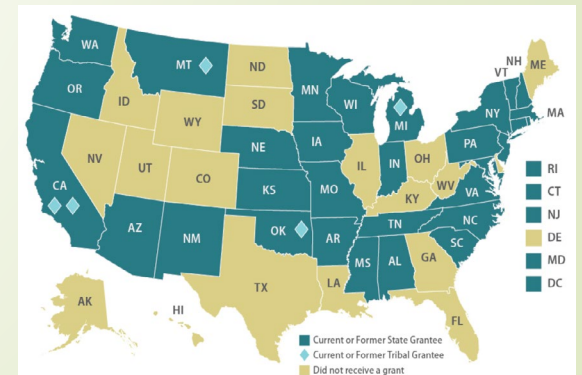 WA
MT
ND
MN
VT
NH
ME
OR
ID
SD
WI
MI
NY
MA
WY
NE
IA
PA
NV
UT
CO
KS
MO
IL
IN
OH
WV
VA
KY
CA
AZ
NM
OK
AR
TN
NC
SC
MS
AL
GA
TX
LA
FL
AK
HI
RI
CT
NJ
DE
MD
DC
Current or Former State Grantee
Current or Former Tribal Grantee
Did not receive a grant